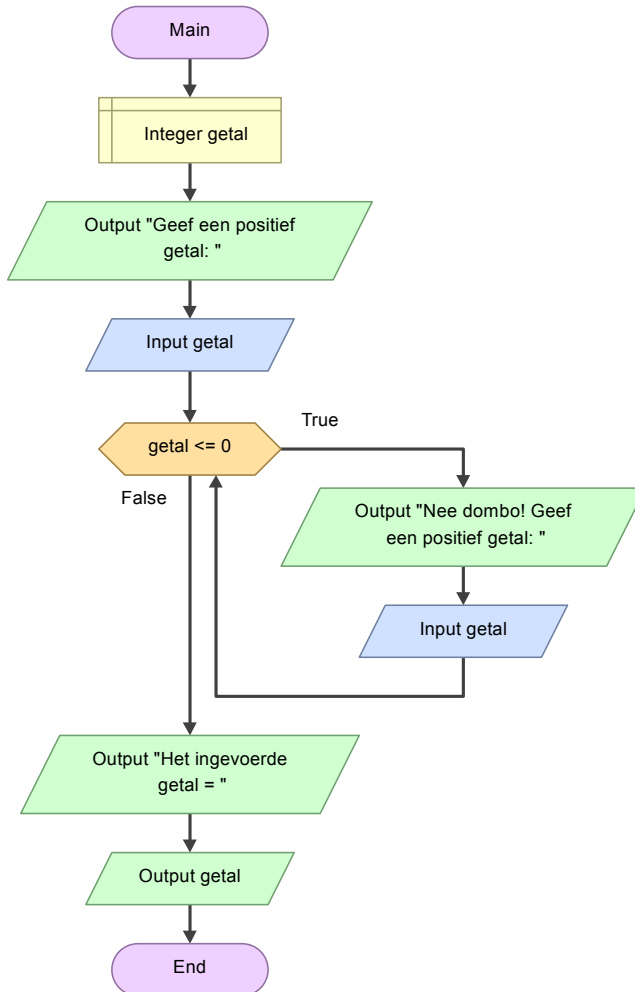 Main
Integer getal
Output "Geef een positief
getal: "
Input getal
getal <= 0
True
False
Output "Nee dombo! Geef
een positief getal: "
Input getal
Output "Het ingevoerde
getal = "
Output getal
End